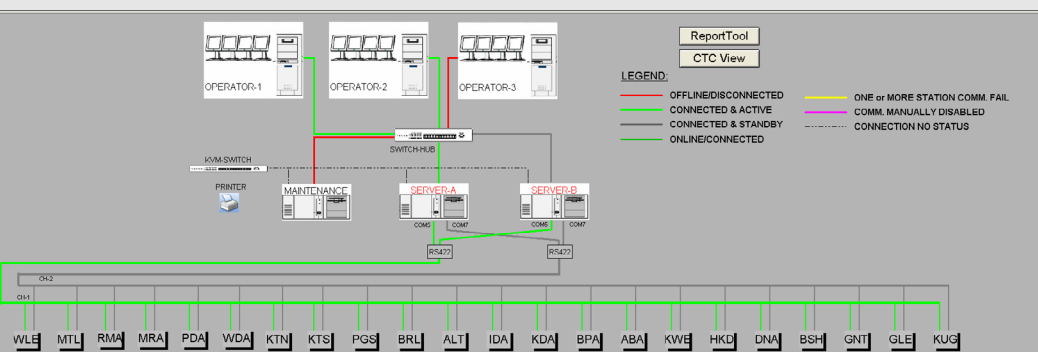 ReportTool
CTC View
LEGEND:
OFFLINE/DISCONNECTED
CONNECTED & ACTIVE
CONNECTED & STANDBY
ONLINE/CONNECTED
ONE or MORE STATION COMM. FAIL
COMM. MANUALLY DISABLED
CONNECTION NO STATUS
OPERATOR-1
OPERATOR-2
OPERATOR-3
SWITCH-HUB
KVM-SWITCH
PRINTER
MAINTENANCE
SERVER-A
SERVER-B
COM5
COM7
COM5
COM7
RS422
RS422
CH-2
CH-1
WLB MTL RMA MRA PDA WDA KTN KTS PGS BRL ALT IDA KDA BPA ABA KWE HKD DNA BSH GNT GLE KUG